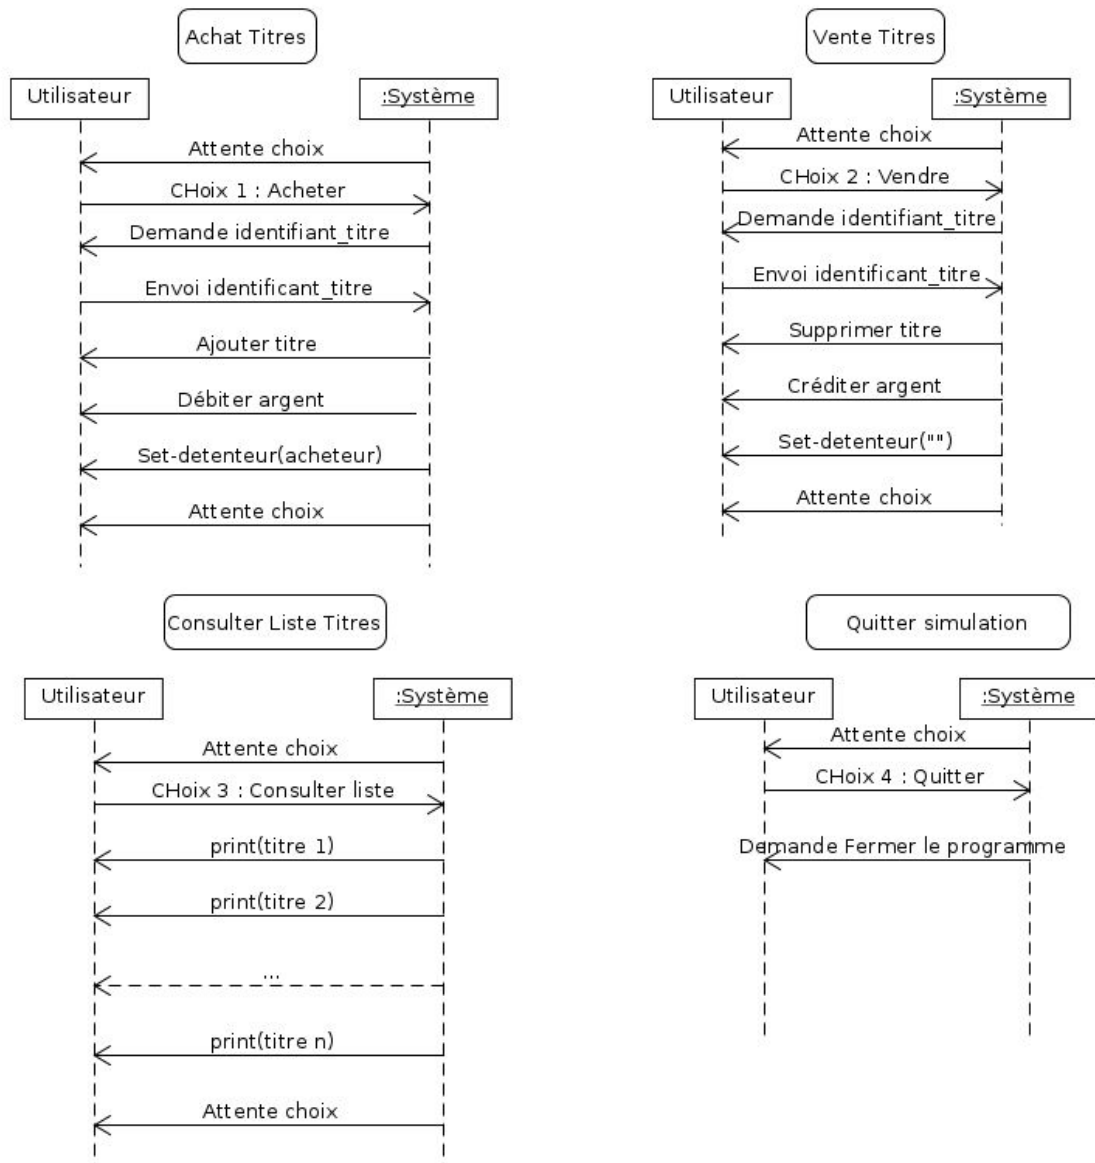 Achat Titres
Utilisateur
:Système
Attente choix
CHoix 1 : Acheter
Demande identifiant_titre
Envoi identificant_titre
Ajouter titre
Débiter argent
Set-detenteur(acheteur)
Attente choix
Vente Titres
Utilisateur
:Système
Attente choix
CHoix 2 : Vendre
Demande identifiant_titre
Envoi identificant_titre
Supprimer titre
Créditer argent
Set-detenteur("")
Attente choix
Consulter Liste Titres
Utilisateur
:Système
Attente choix
CHoix 3 : Consulter liste
print(titre 1)
print(titre 2)
...
print(titre n)
Attente choix
Quitter simulation
Utilisateur
:Système
Attente choix
CHoix 4 : Quitter
Demande Fermer le programme